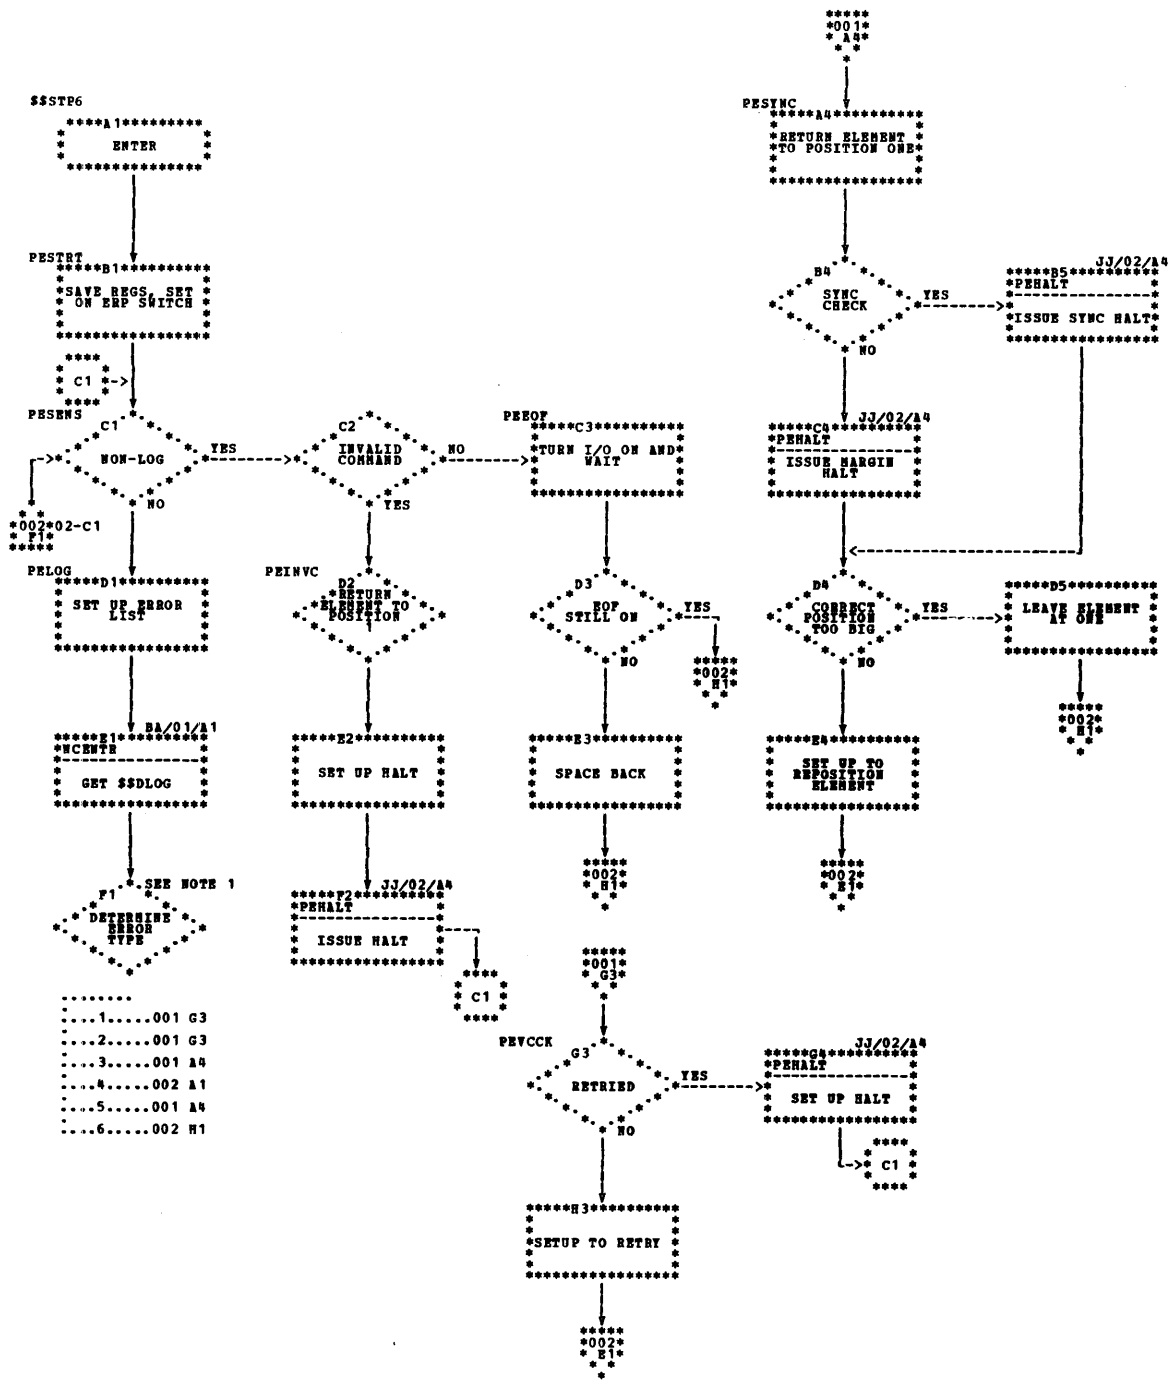 $$STP6
A1
ENTER
PESTRT
B1
SAVE REGS, SET
ON ERP SWITCH
C1
PESENS
C1
NON-LOG
YES
NO
002
F1
02-C1
PELOG
D1
SET UP ERROR
LIST
BA/01/A1
E1
WCENTR
GET $$DLOG
SEE NOTE 1
F1
DETERMINE
ERROR
TYPE
1.....001 G3
2.....001 G3
3.....001 A4
4.....002 A1
5.....001 A4
6.....002 H1
C2
INVALID
COMMAND
NO
YES
PEINVC
D2
RETURN
ELEMENT TO
POSITION
1
E2
SET UP HALT
JJ/02/A4
F2
PEHALT
ISSUE HALT
C1
PEEOF
C3
TURN I/O ON AND
WAIT
D3
EOF
STILL ON
YES
NO
002
H1
E3
SPACE BACK
002
H1
001
G3
PEVCCK
G3
RETRIED
YES
NO
JJ/02/A4
G4
PEHALT
SET UP HALT
C1
H3
SETUP TO RETRY
002
E1
001
A4
PESYNC
A4
RETURN ELEMENT
TO POSITION ONE
B4
SYNC
CHECK
YES
NO
JJ/02/A4
B5
PEHALT
ISSUE SYNC HALT
JJ/02/A4
C4
PEHALT
ISSUE MARGIN
HALT
D4
CORRECT
POSITION
TOO BIG
YES
NO
D5
LEAVE ELEMENT
AT ONE
002
H1
E4
SET UP TO
REPOSITION
ELEMENT
002
E1